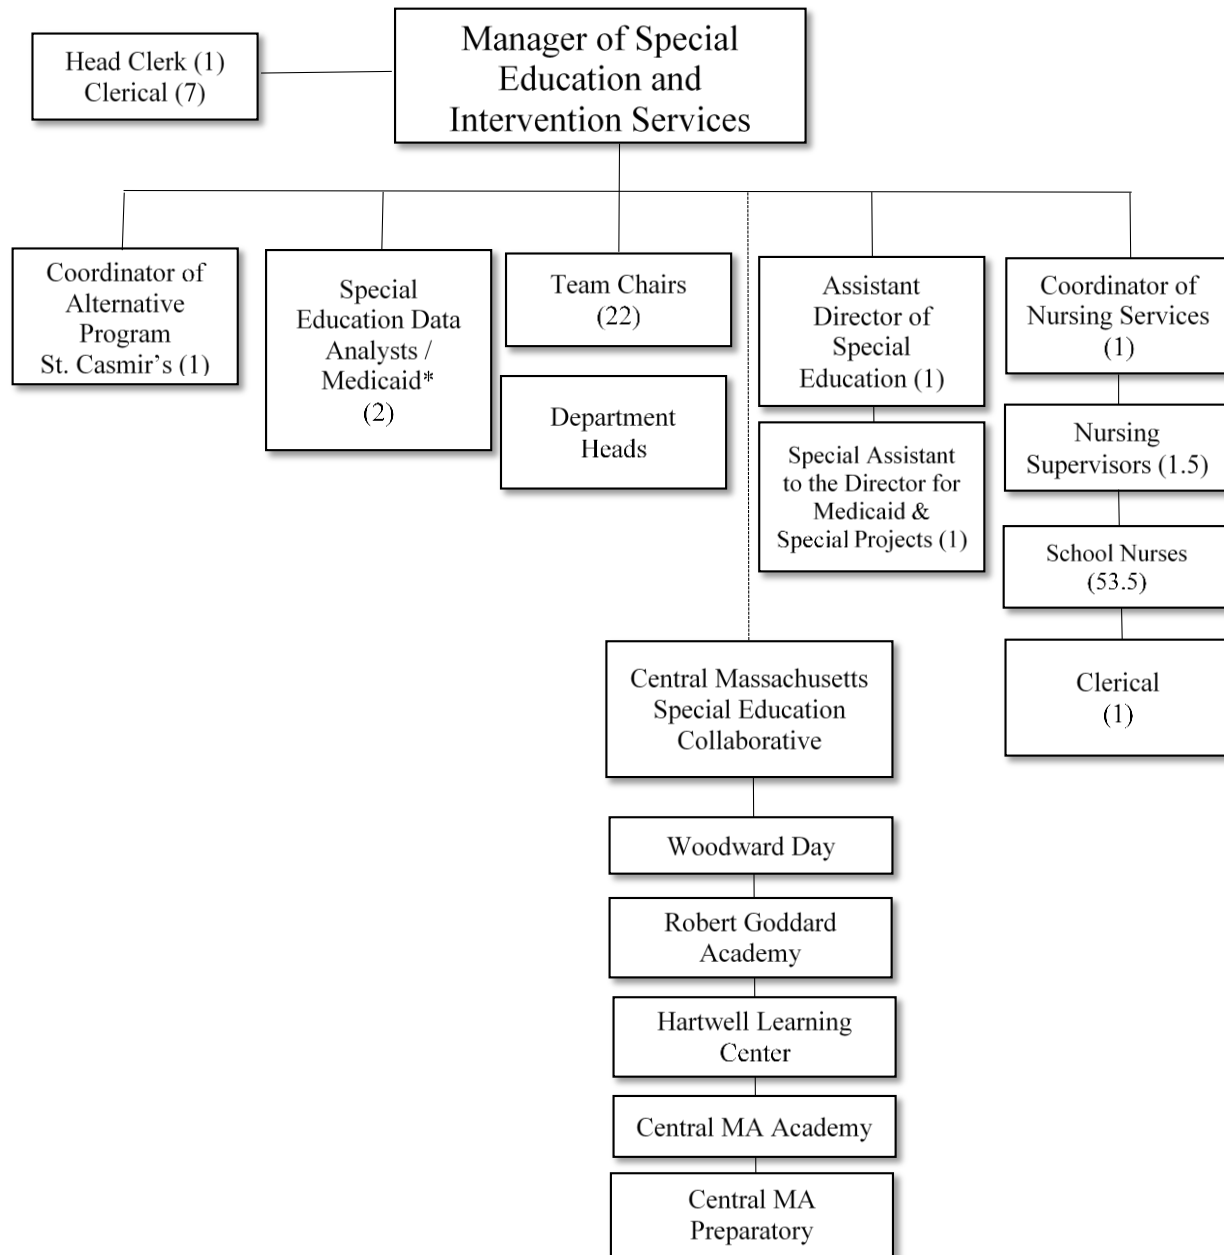 Manager of Special
Education and
Intervention Services
Head Clerk (1)
Clerical (7)
Coordinator of
Alternative
Program
St. Casmir’s (1)
Special
Education Data
Analysts /
Medicaid*
(2)
Team Chairs
(22)
Department
Heads
Assistant
Director of
Special
Education (1)
Special Assistant
to the Director for
Medicaid &
Special Projects (1)
Coordinator of
Nursing Services
(1)
Nursing
Supervisors (1.5)
School Nurses
(53.5)
Clerical
(1)
Central Massachusetts
Special Education
Collaborative
Woodward Day
Robert Goddard
Academy
Hartwell Learning
Center
Central MA Academy
Central MA
Preparatory